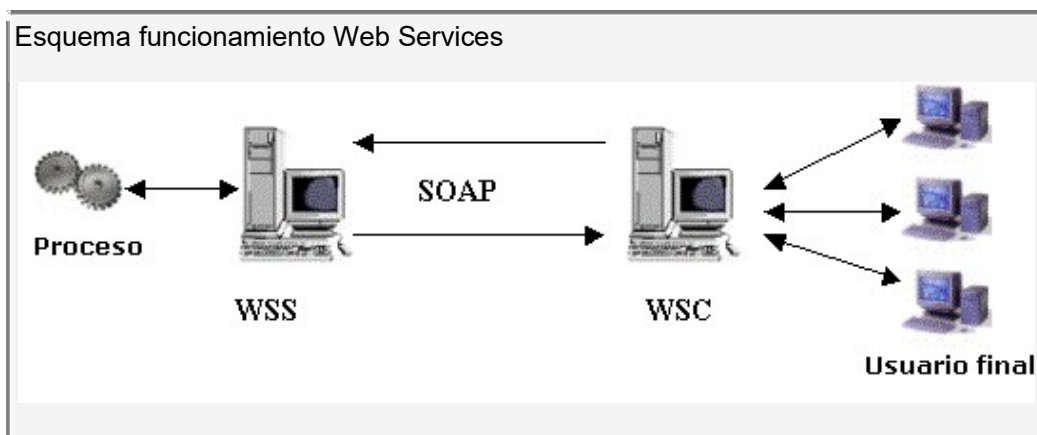 Esquema funcionamiento Web Services
SOAP
Proceso
WSS
WSC
Usuario final